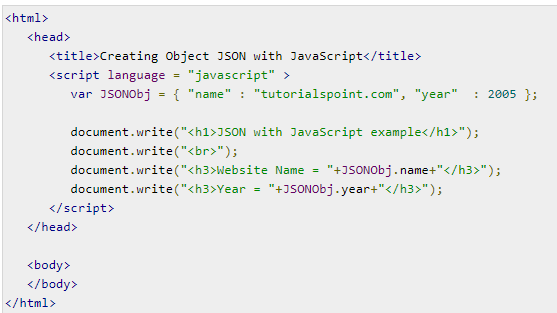 <html>
<head>
<title>Creating Object JSON with JavaScript</title>
<script language = "javascript" >
var JSONObj = { "name" : "tutorialspoint.com", "year"  : 2005 };
document.write("<h1>JSON with JavaScript example</h1>");
document.write("<br>");
document.write("<h3>Website Name = "+JSONObj.name+"</h3>");
document.write("<h3>Year = "+JSONObj.year+"</h3>");
</script>
</head>
<body>
</body>
</html>